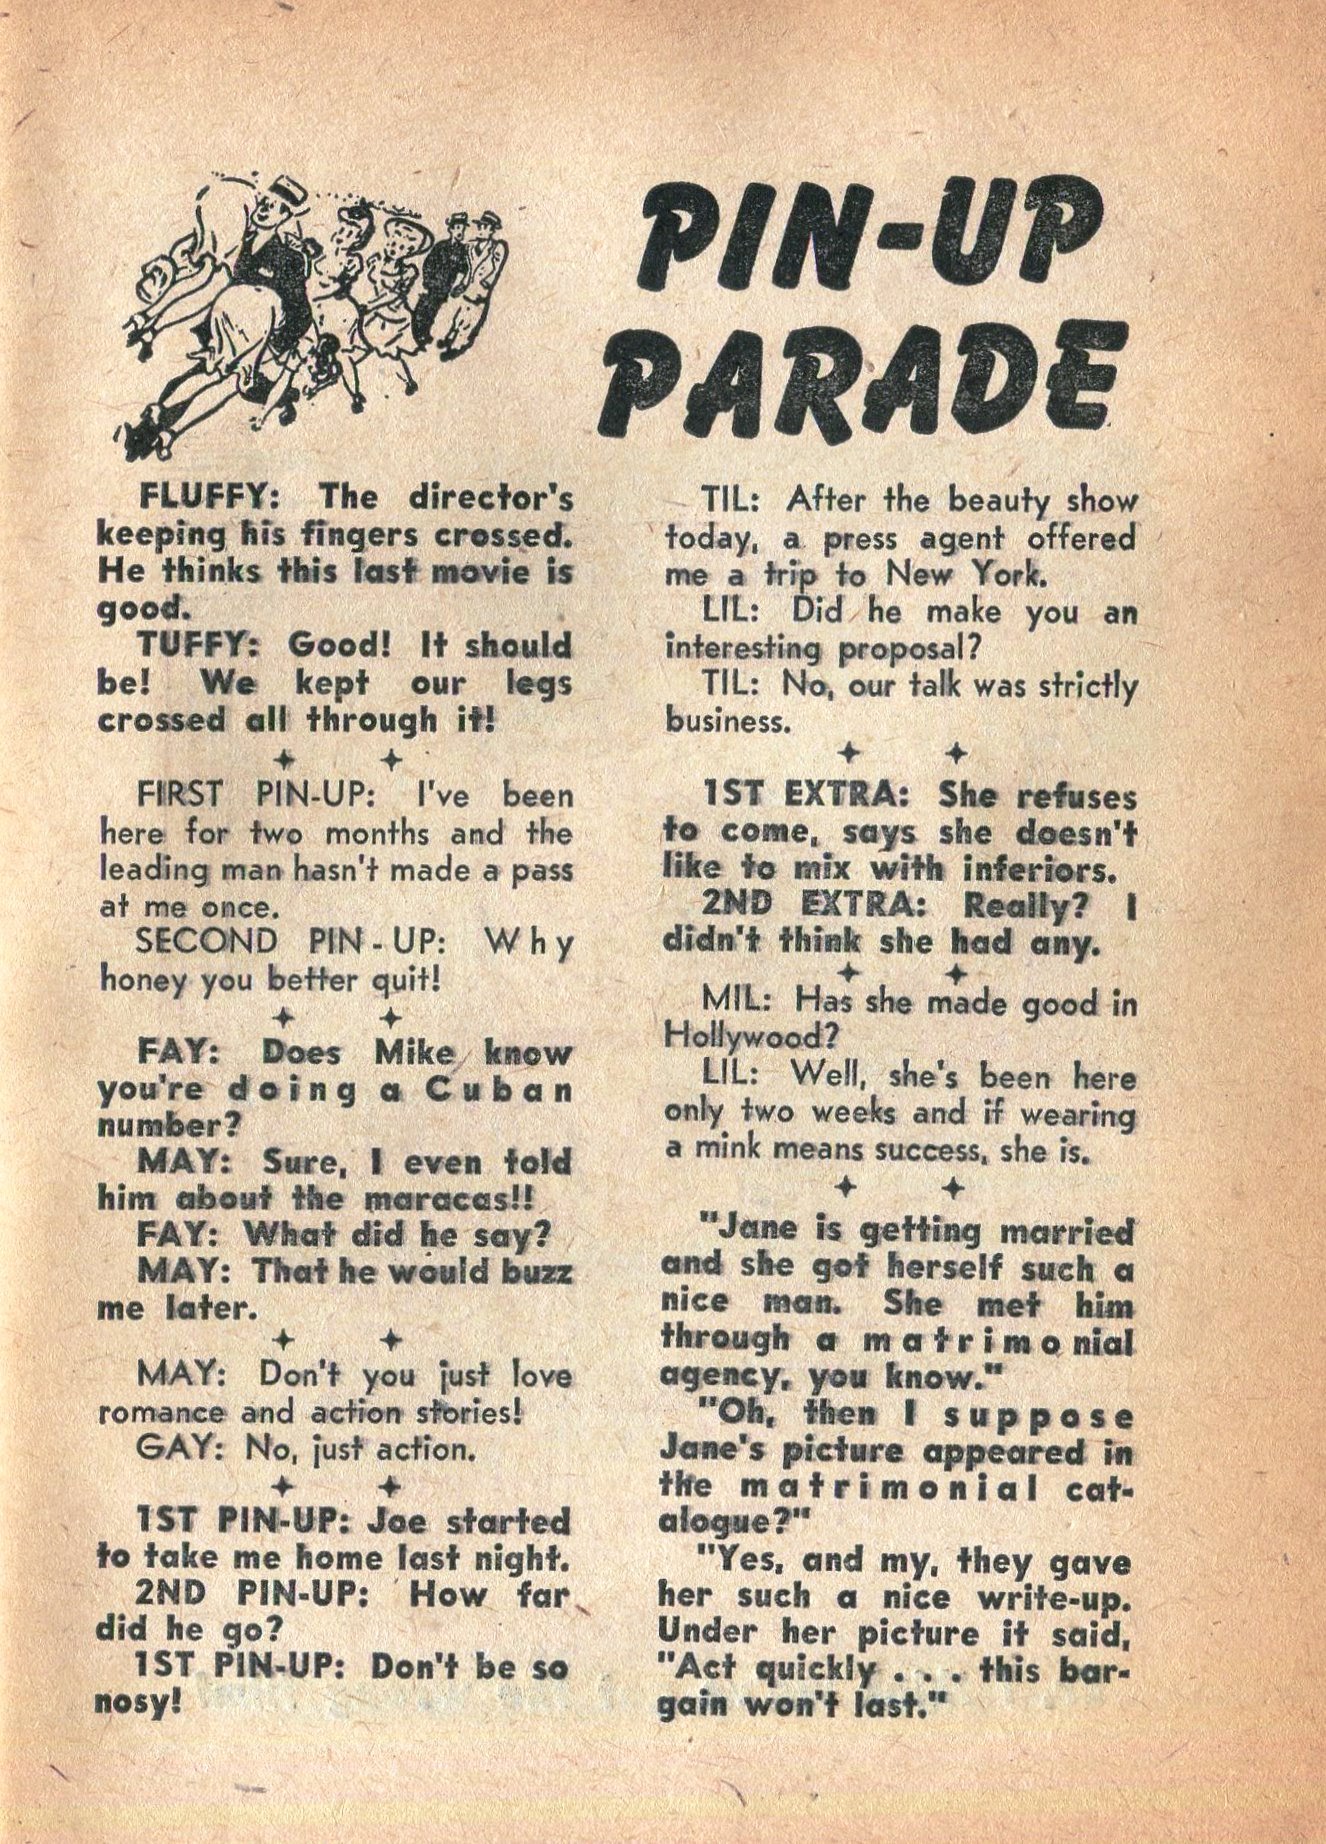 PIN-UP
PARADE
FLUFFY: The director's
keeping his fingers crossed.
He thinks this last movie is
good.
TUFFY: Good! It should
be! We kept our legs
crossed all through it!
FIRST PIN-UP: I've been
here for two months and the
leading man hasn't made a pass
at me once.
SECOND PIN-UP: Why
honey you better quit!
FAY: Does Mike know
you're doing a Cuban
number?
MAY: Sure, I even told
him about the maracas!!
FAY: What did he say?
MAY: That he would buzz
me later.
MAY: Don't you just love
romance and action stories!
GAY: No, just action.
1ST PIN-UP: Joe started
to take me home last night.
2ND PIN-UP: How far
did he go?
1ST PIN-UP: Don't be so
nosy!
TIL: After the beauty show
today, a press agent offered
me a trip to New York.
LIL: Did he make you an
interesting proposal?
TIL: No, our talk was strictly
business.
1ST EXTRA: She refuses
to come, says she doesn't
like to mix with inferiors.
2ND EXTRA: Really? I
didn't think she had any.
MIL: Has she made good in
Hollywood?
LIL: Well, she's been here
only two weeks and if wearing
a mink means success, she is.
"Jane is getting married
and she got herself such a
nice man. She met him
through a matrimonial
agency, you know."
"Oh, then I suppose
Jane's picture appeared in
the matrimonial cat-
alogue?"
"Yes, and my, they gave
her such a nice write-up.
Under her picture it said,
"Act quickly . . . this bar-
gain won't last."